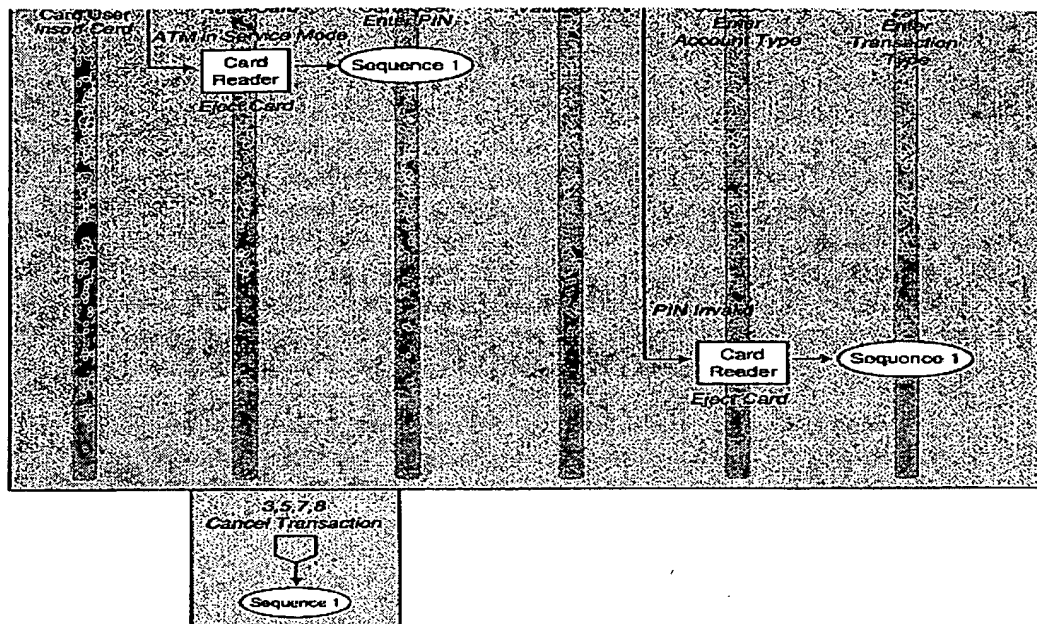 Card User
Insert Card
Enter PIN
Enter
Account Type
Enter
Transaction
Type
ATM in Service Mode
Card
Reader
Sequence 1
Eject Card
PIN Invalid
Card
Reader
Sequence 1
Eject Card
3,5,7,8
Cancel Transaction
Sequence 1